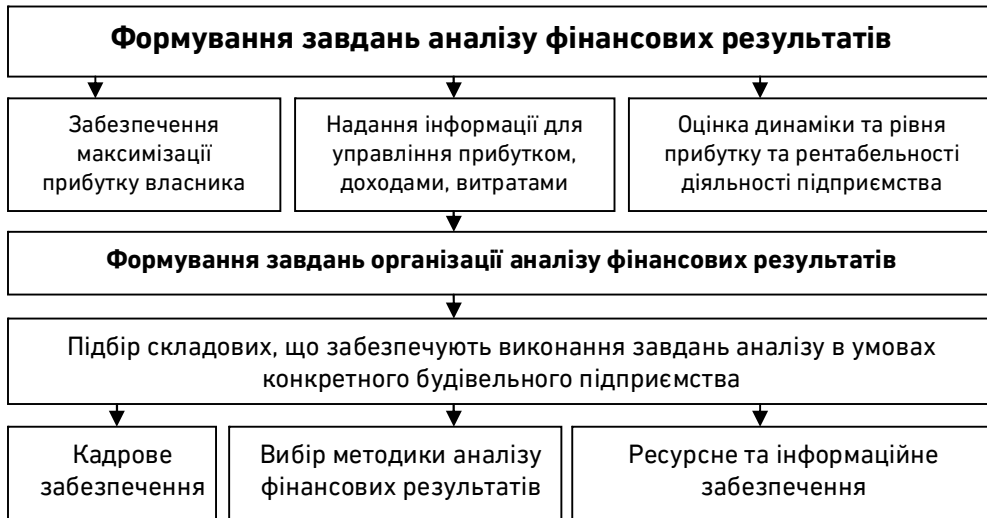 Формування завдань аналізу фінансових результатів
Забезпечення
максимізації
прибутку власника
Надання інформації для
управління прибутком,
доходами, витратами
Оцінка динаміки та рівня
прибутку та рентабельності
діяльності підприємства
Формування завдань організації аналізу фінансових результатів
Підбір складових, що забезпечують виконання завдань аналізу в умовах
конкретного будівельного підприємства
Кадрове
забезпечення
Вибір методики аналізу
фінансових результатів
Ресурсне та інформаційне
забезпечення